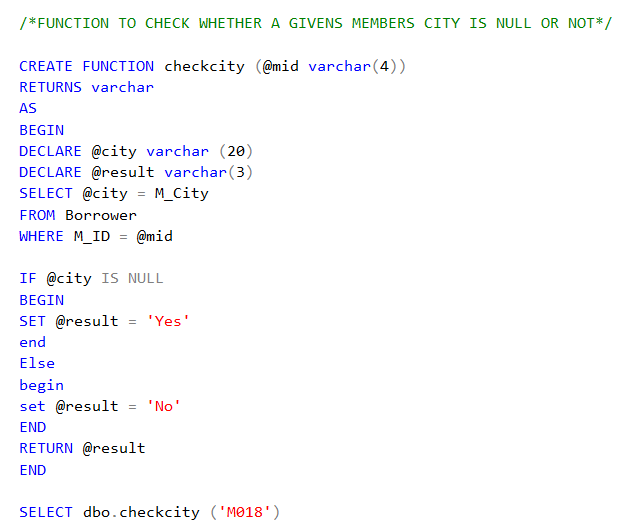 /*FUNCTION TO CHECK WHETHER A GIVENS MEMBERS CITY IS NULL OR NOT*/
CREATE FUNCTION checkcity (@mid varchar(4))
RETURNS varchar
AS
BEGIN
DECLARE @city varchar (20)
DECLARE @result varchar(3)
SELECT @city = M_City
FROM Borrower
WHERE M_ID = @mid
IF @city IS NULL
BEGIN
SET @result = 'Yes'
end
Else
begin
set @result = 'No'
END
RETURN @result
END
SELECT dbo.checkcity ('M018')